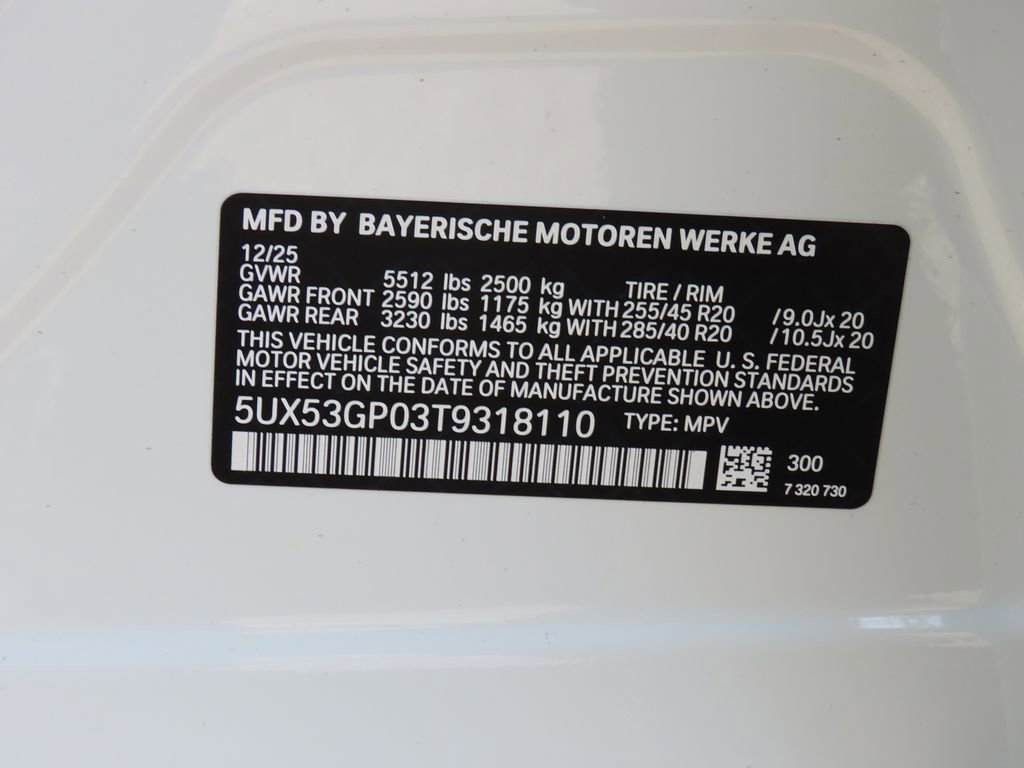 MFD BY BAYERISCHE MOTOREN WERKE AG
12/25
GVWR 5512 lbs 2500 kg TIRE / RIM
GAWR FRONT 2590 lbs 1175 kg WITH 255/45 R20 /9.0Jx 20
GAWR REAR 3230 lbs 1465 kg WITH 285/40 R20 /10.5Jx 20
THIS VEHICLE CONFORMS TO ALL APPLICABLE U. S. FEDERAL
MOTOR VEHICLE SAFETY AND THEFT PREVENTION STANDARDS
IN EFFECT ON THE DATE OF MANUFACTURE SHOWN ABOVE.
5UX53GP03T9318110 TYPE: MPV
300
7 320 730